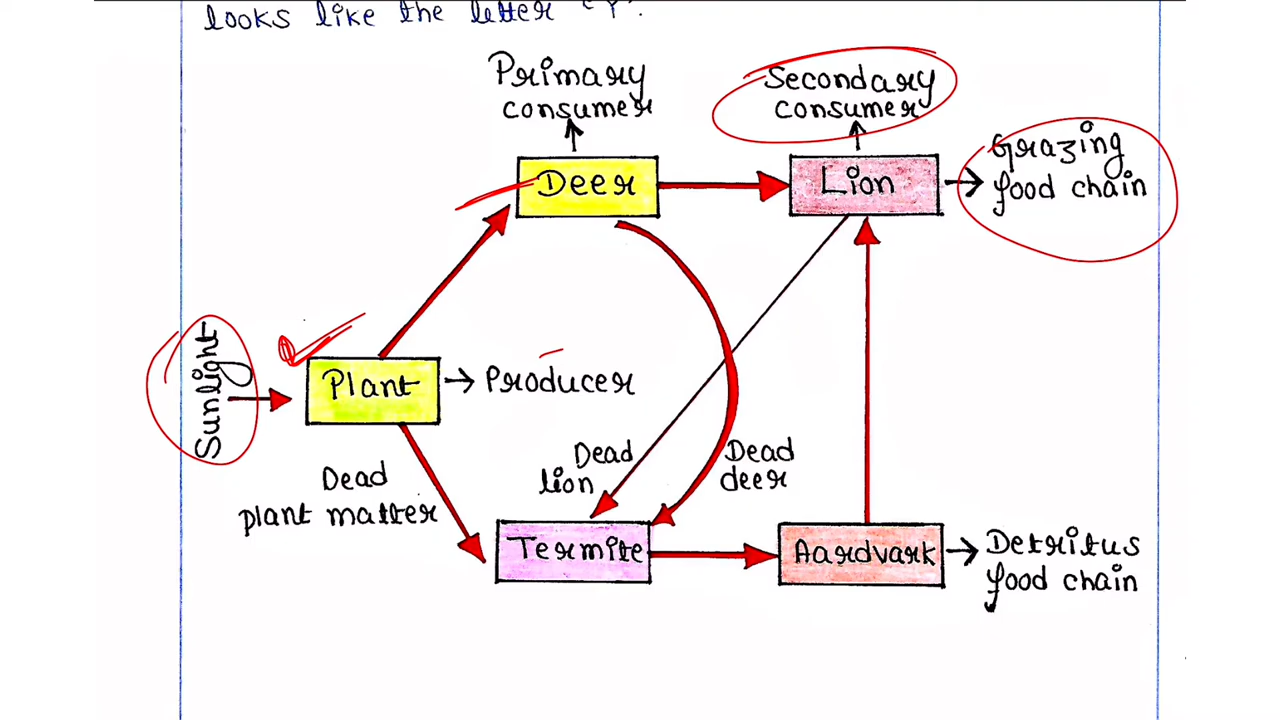 looks like the letter "Y".
Primary
consumer
Secondary
consumer
Deer
Lion
Grazing
food chain
Sunlight
Plant
Producer
Dead
plant matter
Dead
lion
Dead
deer
Termite
Aardvark
Detritus
food chain